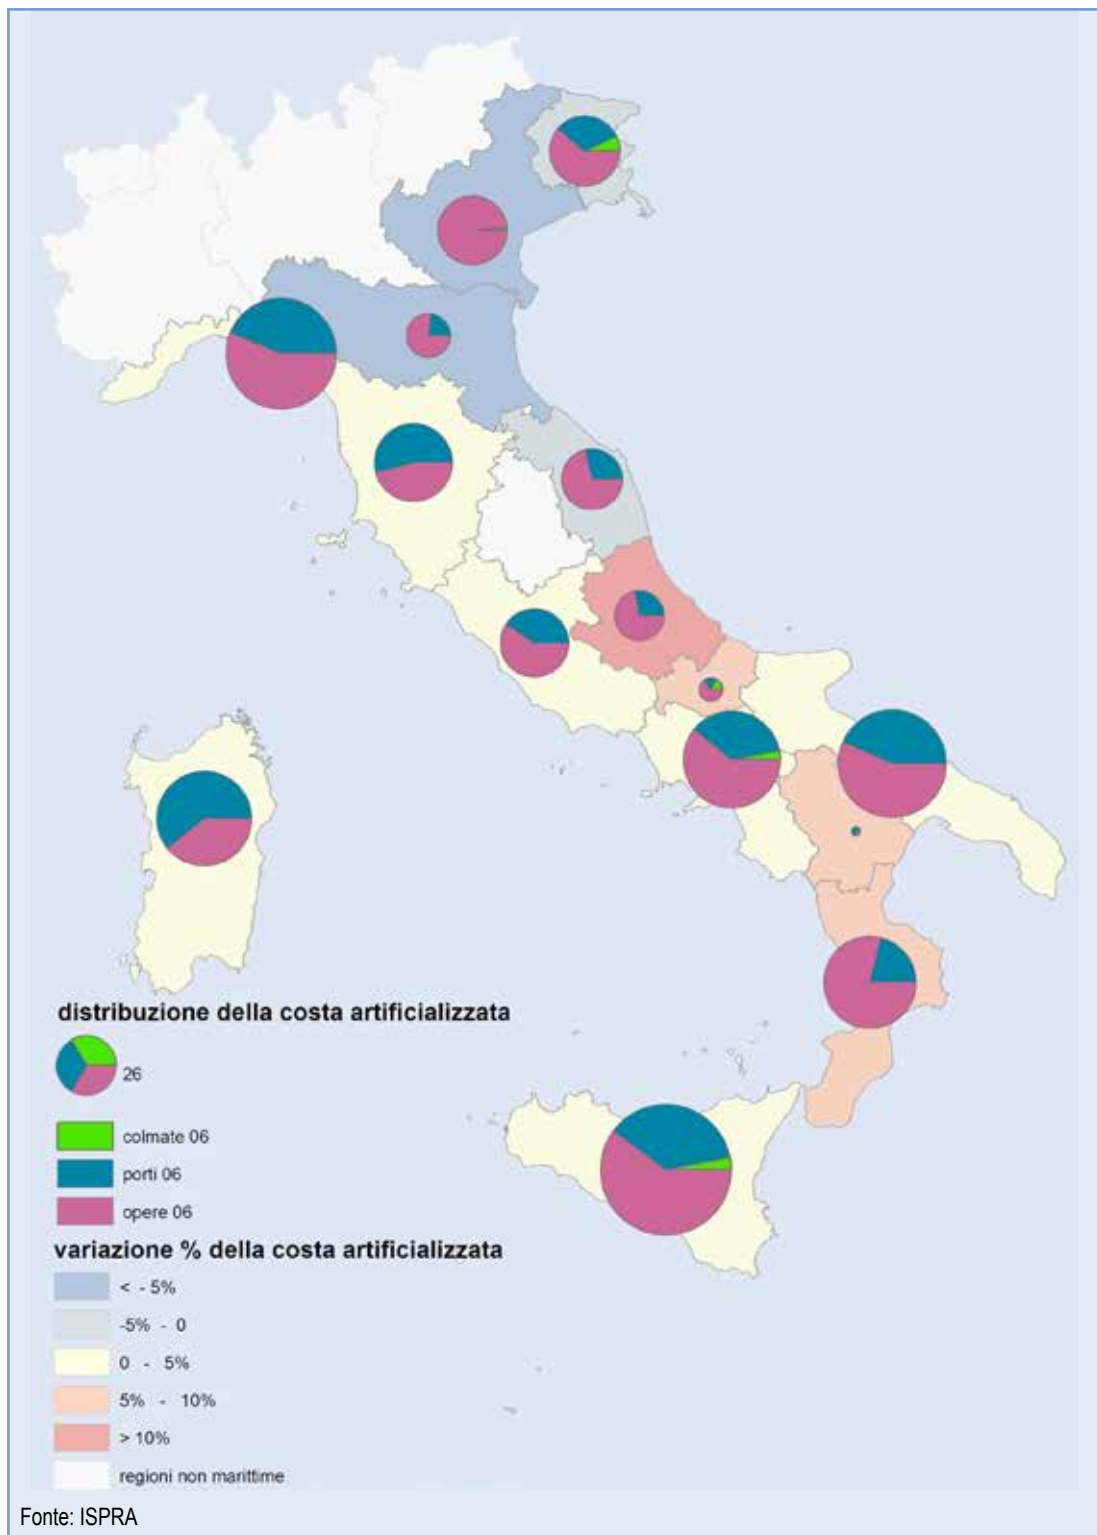 distribuzione della costa artificializzata
26
colmate 06
porti 06
opere 06
variazione % della costa artificializzata
< - 5%
-5% - 0
0 - 5%
5% - 10%
> 10%
regioni non marittime
Fonte: ISPRA